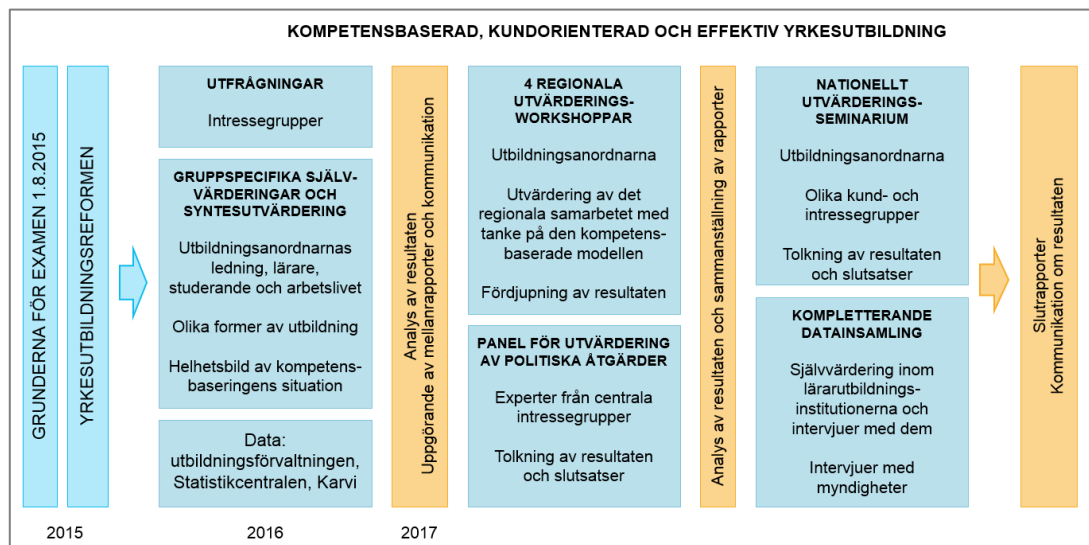 KOMPETENSBASERAD, KUNDORIENTERAD OCH EFFEKTIV YRKESUTBILDNING
GRUNDERNA FÖR EXAMEN 1.8.2015
YRKESUTBILDNINGSREFORMEN
UTFRÅGNINGAR
Intressegrupper
GRUPPSPECIFIKA SJÄLV-
VÄRDERINGAR OCH
SYNTESUTVÄRDERING
Utbildningsanordnarnas
ledning, lärare,
studerande och arbetslivet
Olika former av utbildning
Helhetsbild av kompetens-
baseringens situation
Data:
utbildningsförvaltningen,
Statistikcentralen, Karvi
Analys av resultaten
Uppgörande av mellanrapporter och kommunikation
4 REGIONALA
UTVÄRDERINGS-
WORKSHOPPAR
Utbildningsanordnarna
Utvärdering av det
regionala samarbetet med
tanke på den kompetens-
baserade modellen
Fördjupning av resultaten
PANEL FÖR UTVÄRDERING
AV POLITISKA ÅTGÄRDER
Experter från centrala
intressegrupper
Tolkning av resultaten
och slutsatser
Analys av resultaten och sammanställning av rapporter
NATIONELLT
UTVÄRDERINGS-
SEMINARIUM
Utbildningsanordnarna
Olika kund- och
intressegrupper
Tolkning av resultaten
och slutsatser
KOMPLETTERANDE
DATAINSAMLING
Självvärdering inom
lärarutbildnings-
institutionerna och
intervjuer med dem
Intervjuer med
myndigheter
Slutrapporter
Kommunikation om resultaten
2015
2016
2017